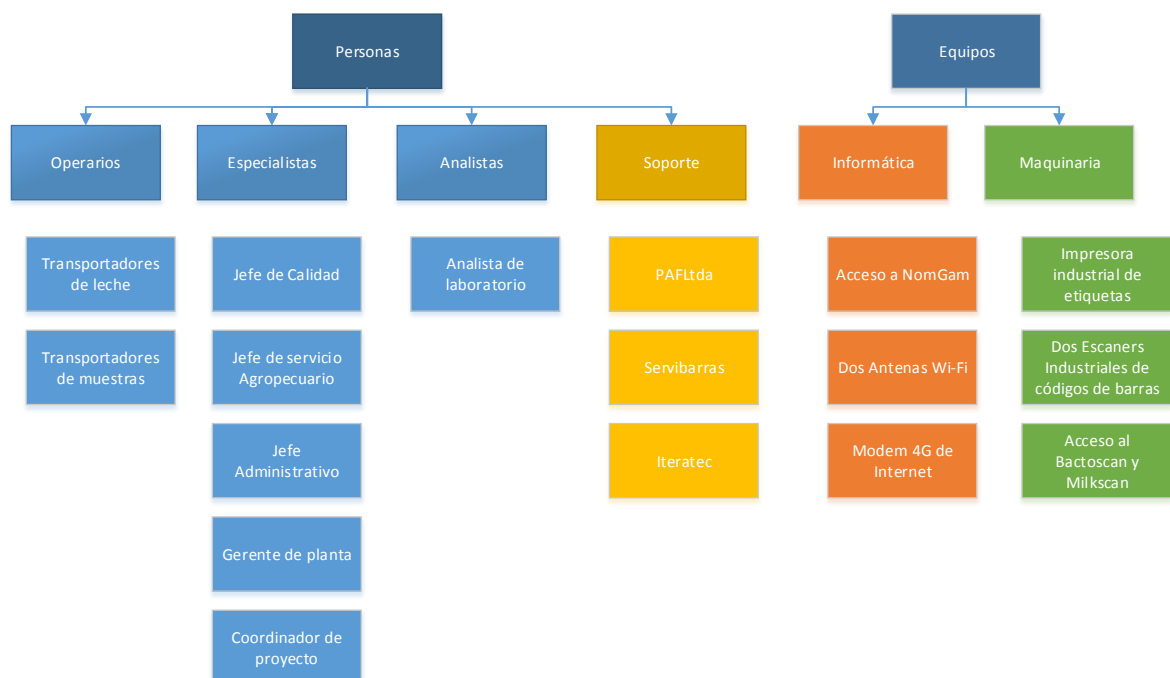 Personas
Equipos
Operarios
Especialistas
Analistas
Soporte
Informática
Maquinaria
Transportadores
de leche
Jefe de Calidad
Analista de
laboratorio
PAFLtda
Acceso a NomGam
Impresora
industrial de
etiquetas
Transportadores
de muestras
Jefe de servicio
Agropecuario
Servibarras
Dos Antenas Wi-Fi
Dos Escaners
Industriales de
códigos de barras
Jefe
Administrativo
Iteratec
Modem 4G de
Internet
Acceso al
Bactoscan y
Milkscan
Gerente de planta
Coordinador de
proyecto